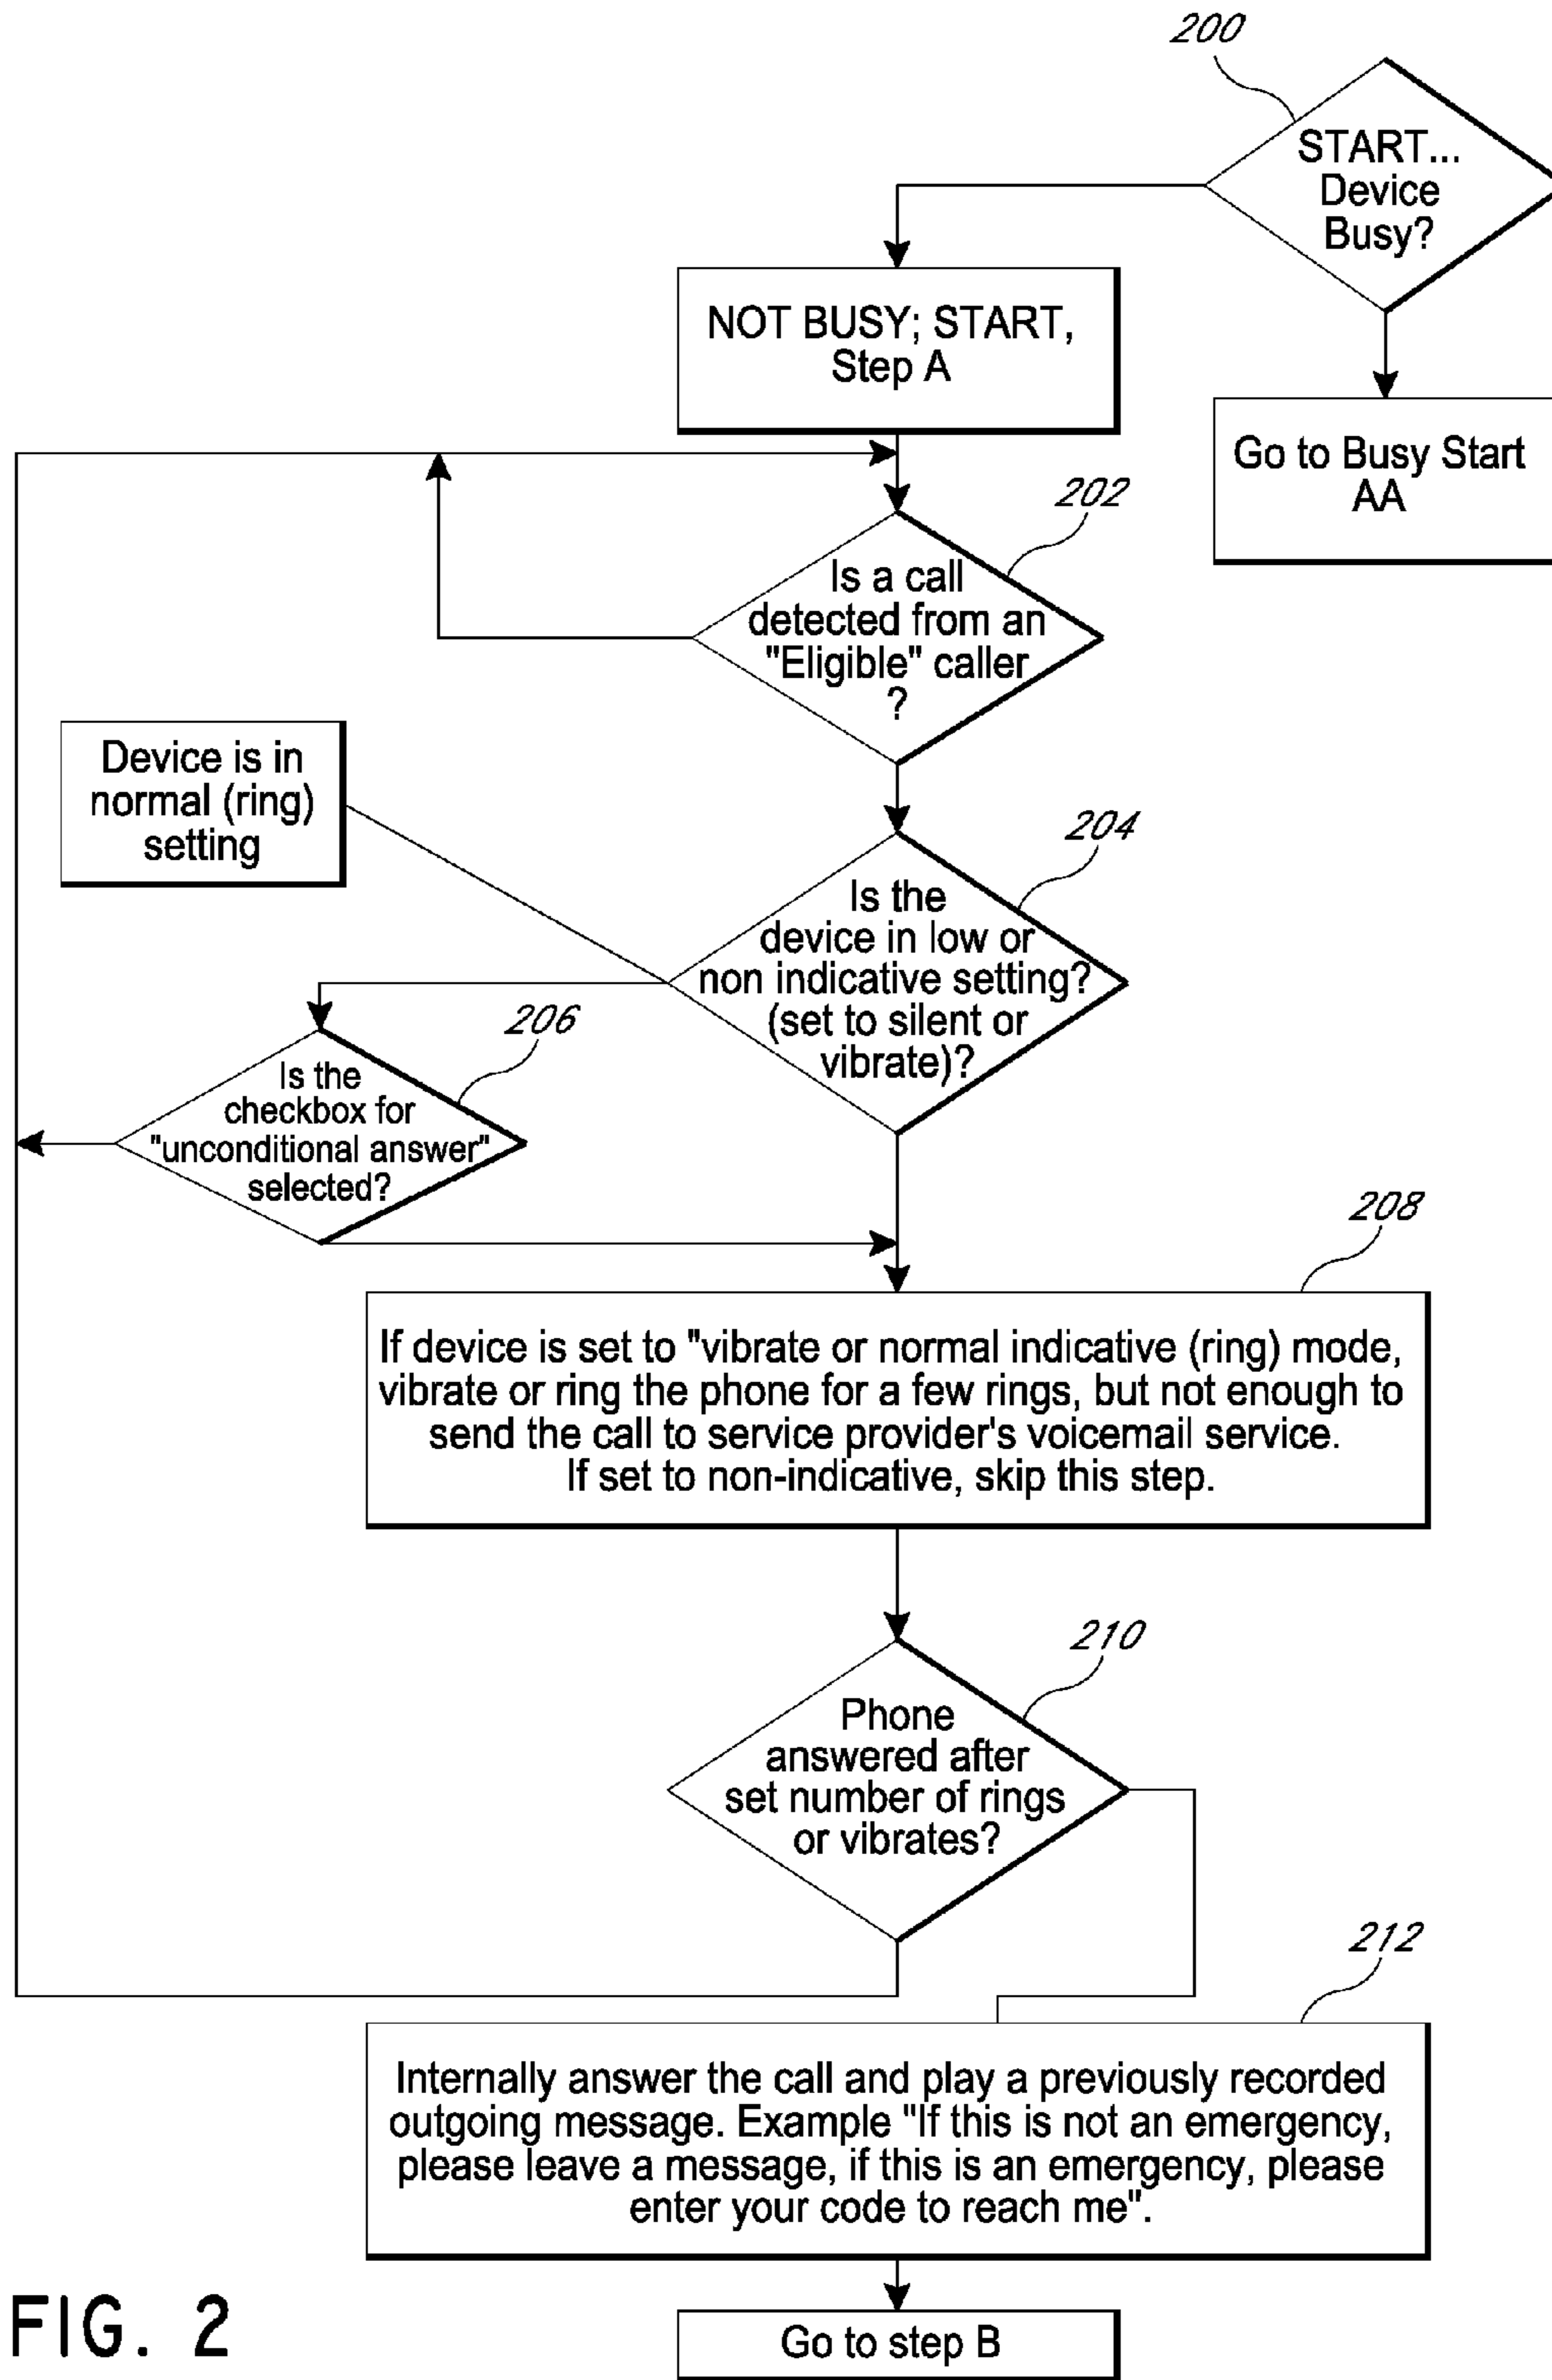 200
START...
Device
Busy?
NOT BUSY; START,
Step A
Go to Busy Start
AA
202
Is a call
detected from an
"Eligible" caller
?
Device is in
normal (ring)
setting
204
Is the
device in low or
non indicative setting?
(set to silent or
vibrate)?
206
Is the
checkbox for
"unconditional answer"
selected?
208
If device is set to "vibrate or normal indicative (ring) mode,
vibrate or ring the phone for a few rings, but not enough to
send the call to service provider's voicemail service.
If set to non-indicative, skip this step.
210
Phone
answered after
set number of rings
or vibrates?
212
Internally answer the call and play a previously recorded
outgoing message. Example "If this is not an emergency,
please leave a message, if this is an emergency, please
enter your code to reach me".
Go to step B
FIG. 2